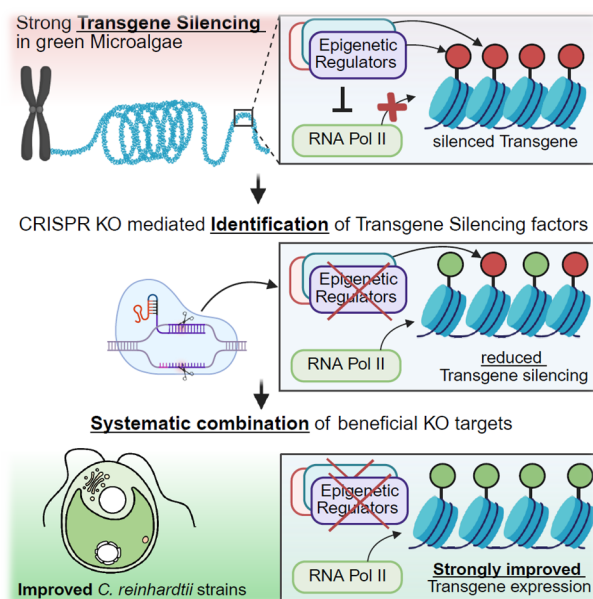 Strong Transgene Silencing
in green Microalgae
Epigenetic
Regulators
RNA Pol II
silenced Transgene
CRISPR KO mediated Identification of Transgene Silencing factors
Epigenetic
Regulators
RNA Pol II
reduced
Transgene silencing
Systematic combination of beneficial KO targets
Epigenetic
Regulators
RNA Pol II
Strongly improved
Transgene expression
Improved C. reinhardtii strains